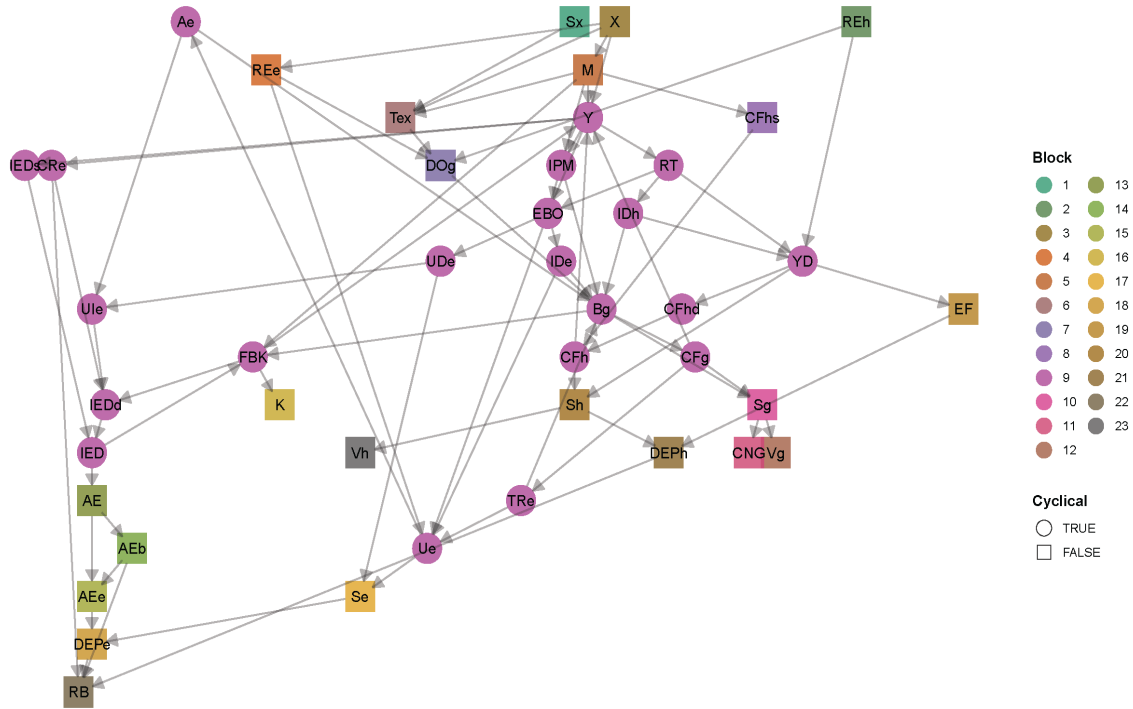 Ae
Sx
X
REh
REe
M
Tex
Y
CFhs
IEDs
CRe
DOg
IPM
RT
EBO
IDh
UDe
IDe
YD
UIe
Bg
CFhd
EF
FBK
CFh
CFg
IEDd
K
Sh
Sg
IED
Vh
DEPh
CNG
Vg
AE
TRe
AEb
Ue
AEe
Se
DEPe
RB
Block
1
2
3
4
5
6
7
8
9
10
11
12
13
14
15
16
17
18
19
20
21
22
23
Cyclical
TRUE
FALSE